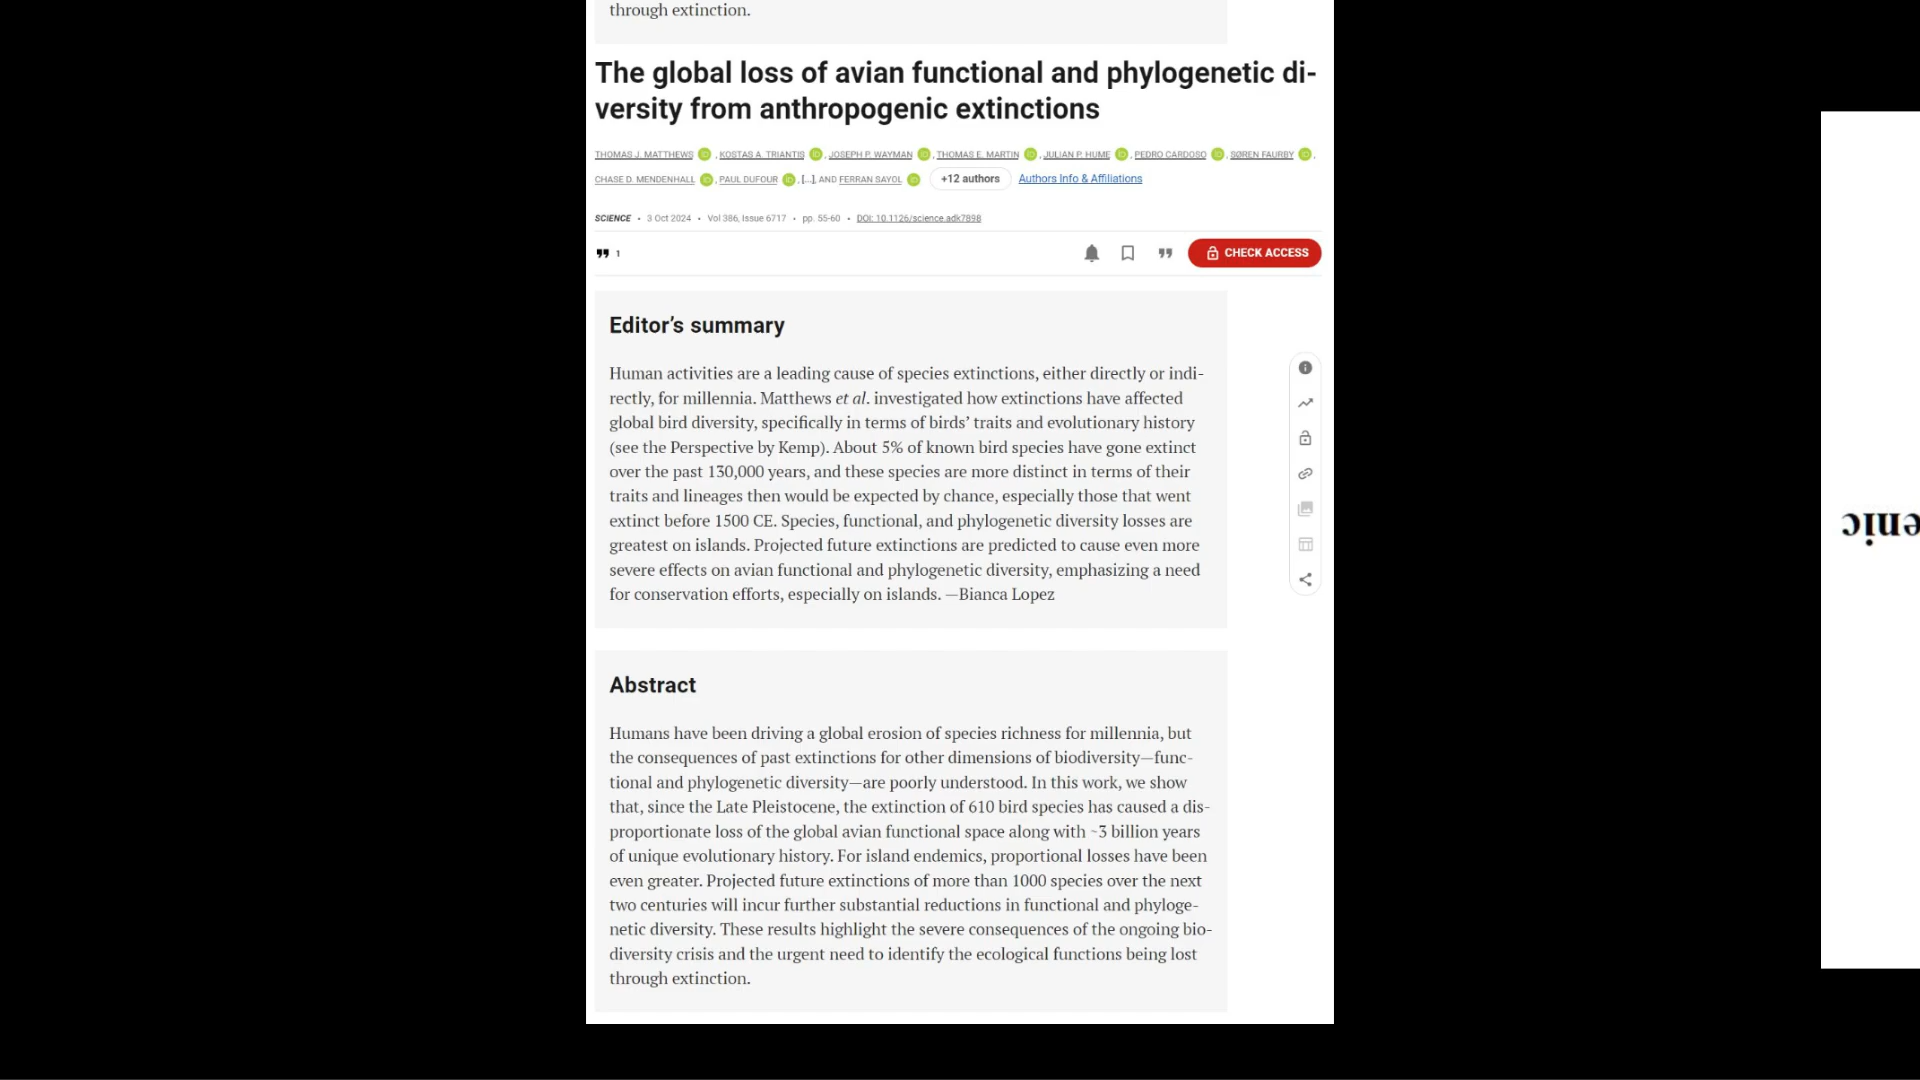 through extinction.
The global loss of avian functional and phylogenetic di-
versity from anthropogenic extinctions
THOMAS J. MATTHEWS iD , KOSTAS A. TRIANTIS iD , JOSEPH P. WAYMAN iD , THOMAS E. MARTIN iD , JULIAN P. HUME iD , PEDRO CARDOSO iD , SØREN FAURBY iD ,
CHASE D. MENDENHALL iD , PAUL DUFOUR iD , [...], AND FERRAN SAYOL iD +12 authors Authors Info & Affiliations
SCIENCE • 3 Oct 2024 • Vol 386, Issue 6717 • pp. 55-60 • DOI: 10.1126/science.adk7898
1
CHECK ACCESS
Editor’s summary
Human activities are a leading cause of species extinctions, either directly or indi-
rectly, for millennia. Matthews et al. investigated how extinctions have affected
global bird diversity, specifically in terms of birds’ traits and evolutionary history
(see the Perspective by Kemp). About 5% of known bird species have gone extinct
over the past 130,000 years, and these species are more distinct in terms of their
traits and lineages then would be expected by chance, especially those that went
extinct before 1500 CE. Species, functional, and phylogenetic diversity losses are
greatest on islands. Projected future extinctions are predicted to cause even more
severe effects on avian functional and phylogenetic diversity, emphasizing a need
for conservation efforts, especially on islands. —Bianca Lopez
Abstract
Humans have been driving a global erosion of species richness for millennia, but
the consequences of past extinctions for other dimensions of biodiversity—func-
tional and phylogenetic diversity—are poorly understood. In this work, we show
that, since the Late Pleistocene, the extinction of 610 bird species has caused a dis-
proportionate loss of the global avian functional space along with ~3 billion years
of unique evolutionary history. For island endemics, proportional losses have been
even greater. Projected future extinctions of more than 1000 species over the next
two centuries will incur further substantial reductions in functional and phyloge-
netic diversity. These results highlight the severe consequences of the ongoing bio-
diversity crisis and the urgent need to identify the ecological functions being lost
through extinction.
enic